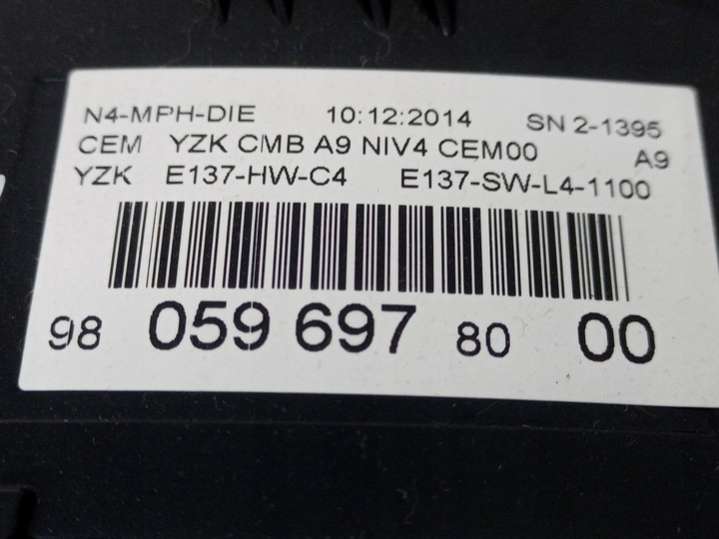 N4-MPH-DIE 10:12:2014 SN 2-1395
CEM YZK CMB A9 NIV4 CEM00 A9
YZK E137-HW-C4 E137-SW-L4-1100
98 059 697 80 00